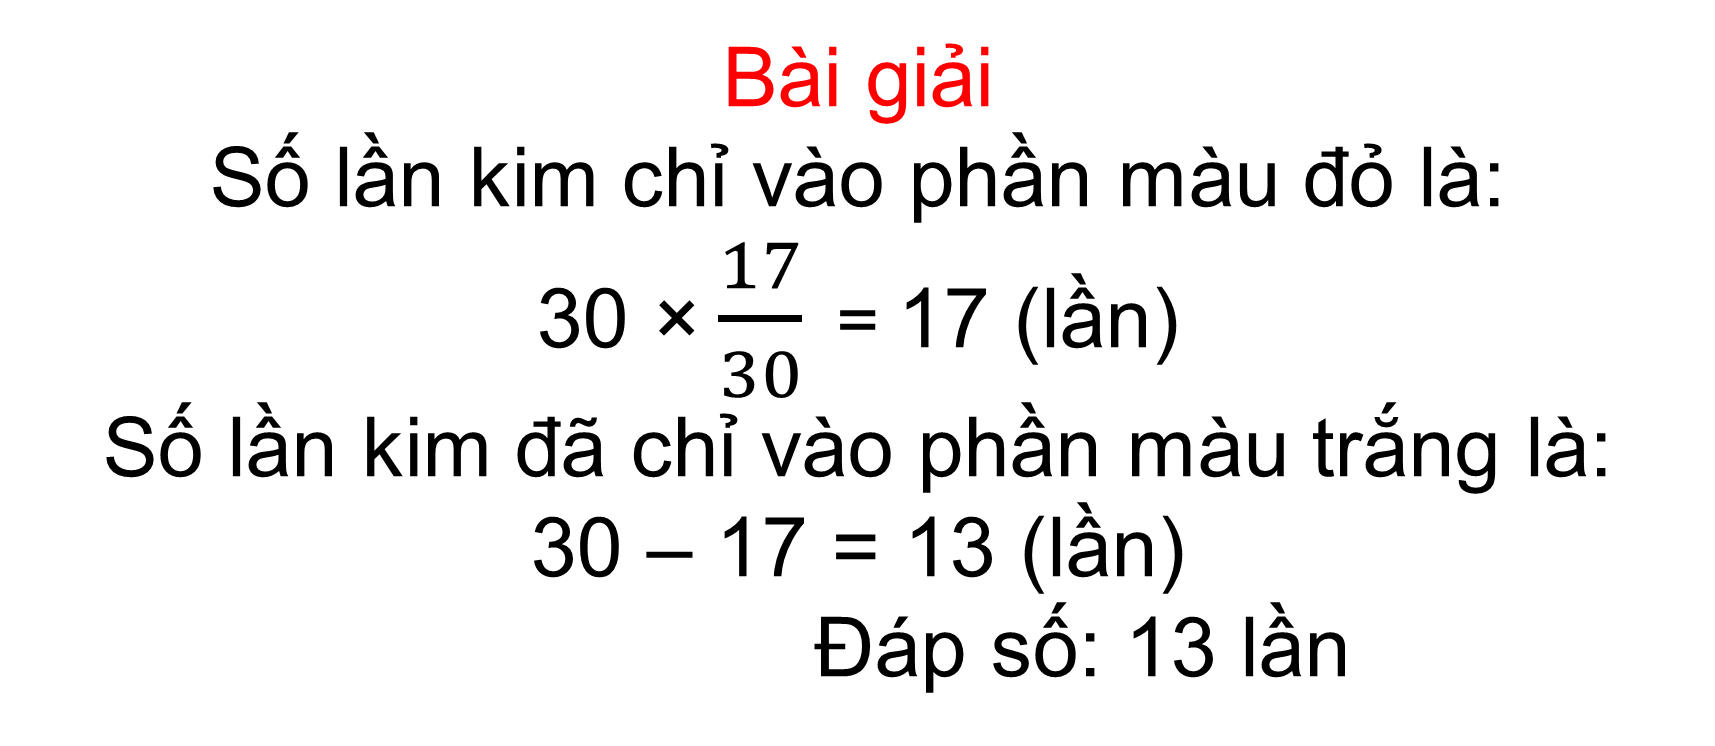 Bài giải
Số lần kim chỉ vào phần màu đỏ là:
30 × 17/30 = 17 (lần)
Số lần kim đã chỉ vào phần màu trắng là:
30 – 17 = 13 (lần)
Đáp số: 13 lần